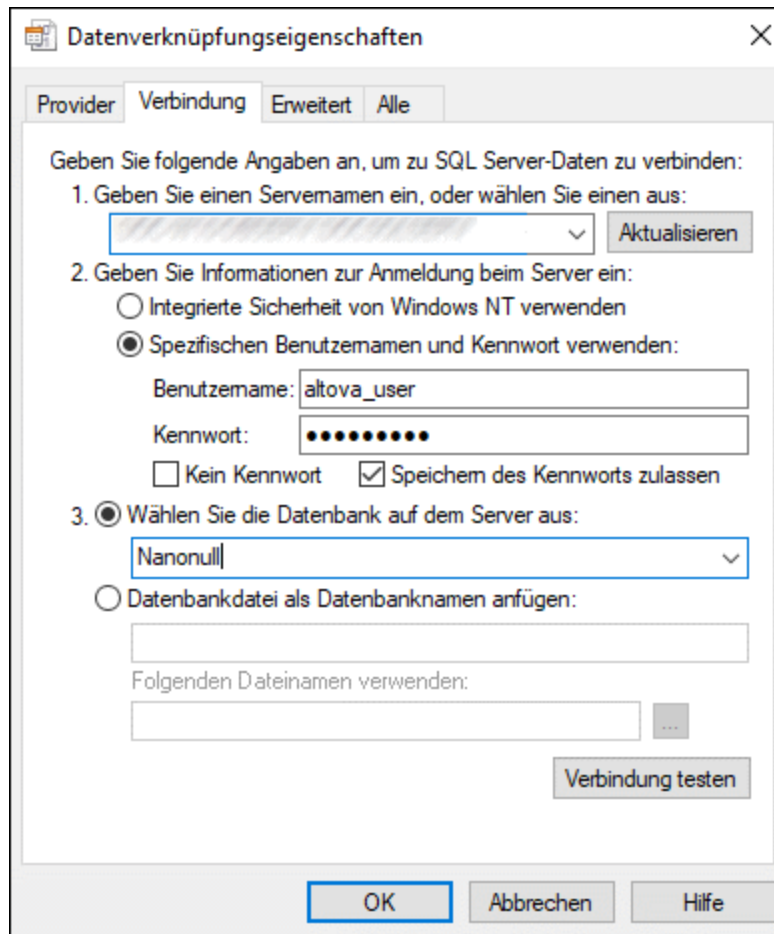 Datenverknüpfungseigenschaften
Provider Verbindung Erweitert Alle
Geben Sie folgende Angaben an, um zu SQL Server-Daten zu verbinden:
1. Geben Sie einen Servernamen ein, oder wählen Sie einen aus:
Aktualisieren
2. Geben Sie Informationen zur Anmeldung beim Server ein:
Integrierte Sicherheit von Windows NT verwenden
Spezifischen Benutzernamen und Kennwort verwenden:
Benutzername: altova_user
Kennwort: ●●●●●●●●●
Kein Kennwort Speichern des Kennworts zulassen
3. Wählen Sie die Datenbank auf dem Server aus:
Nanonull
Datenbankdatei als Datenbanknamen anfügen:
Folgenden Dateinamen verwenden:
...
Verbindung testen
OK Abbrechen Hilfe